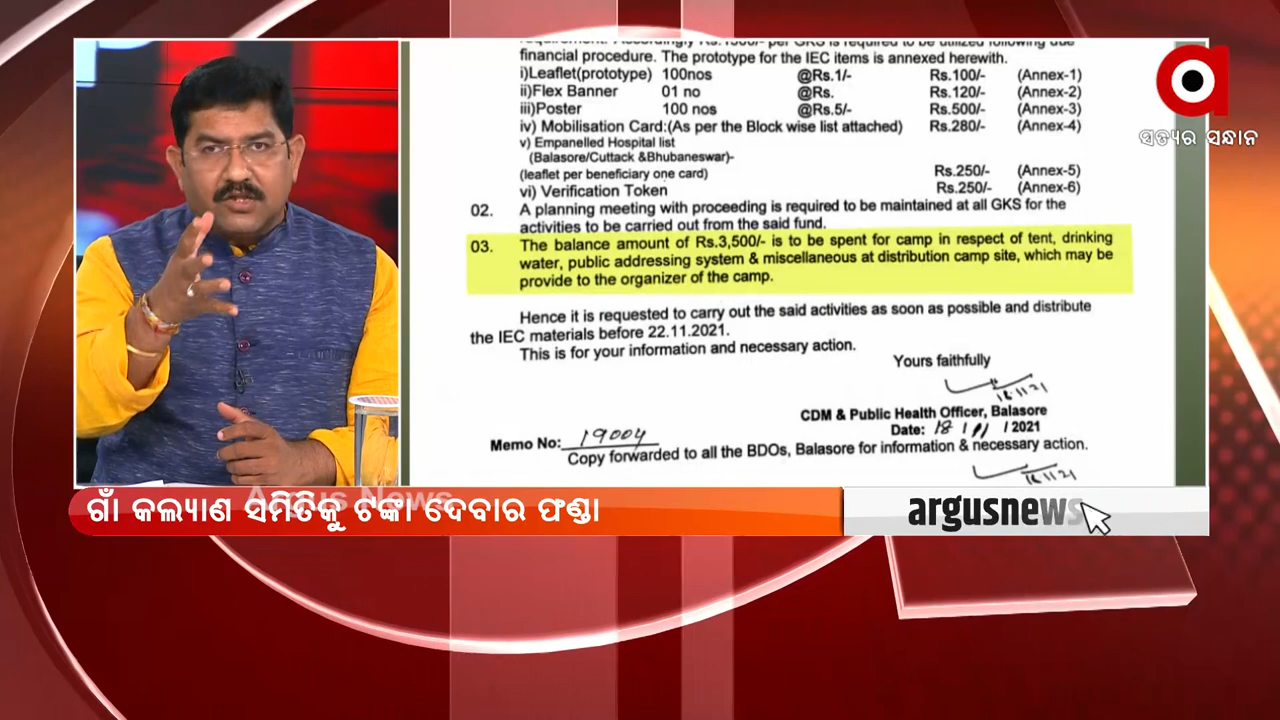 financial procedure. The prototype for the IEC items is annexed herewith.
i)Leaflet(prototype) 100nos @Rs.1/- Rs.100/- (Annex-1)
ii)Flex Banner 01 no @Rs. Rs.120/- (Annex-2)
iii)Poster 100 nos @Rs.5/- Rs.500/- (Annex-3)
iv) Mobilisation Card:(As per the Block wise list attached) Rs.280/- (Annex-4)
v) Empanelled Hospital list
(Balasore/Cuttack &Bhubaneswar)-
(leaflet per beneficiary one card) Rs.250/- (Annex-5)
vi) Verification Token Rs.250/- (Annex-6)
02. A planning meeting with proceeding is required to be maintained at all GKS for the
activities to be carried out from the said fund.
03. The balance amount of Rs.3,500/- is to be spent for camp in respect of tent, drinking
water, public addressing system & miscellaneous at distribution camp site, which may be
provide to the organizer of the camp.
Hence it is requested to carry out the said activities as soon as possible and distribute
the IEC materials before 22.11.2021.
This is for your information and necessary action.
Yours faithfully
CDM & Public Health Officer, Balasore
Date: 18/11/2021
Memo No: 19004
Copy forwarded to all the BDOs, Balasore for information & necessary action.
a
ସତ୍ୟର ସନ୍ଧାନ
Argus News
ଗାଁ କଲ୍ୟାଣ ସମିତିକୁ ଟଙ୍କା ଦେବାର ଫଣ୍ଡା
argusnews